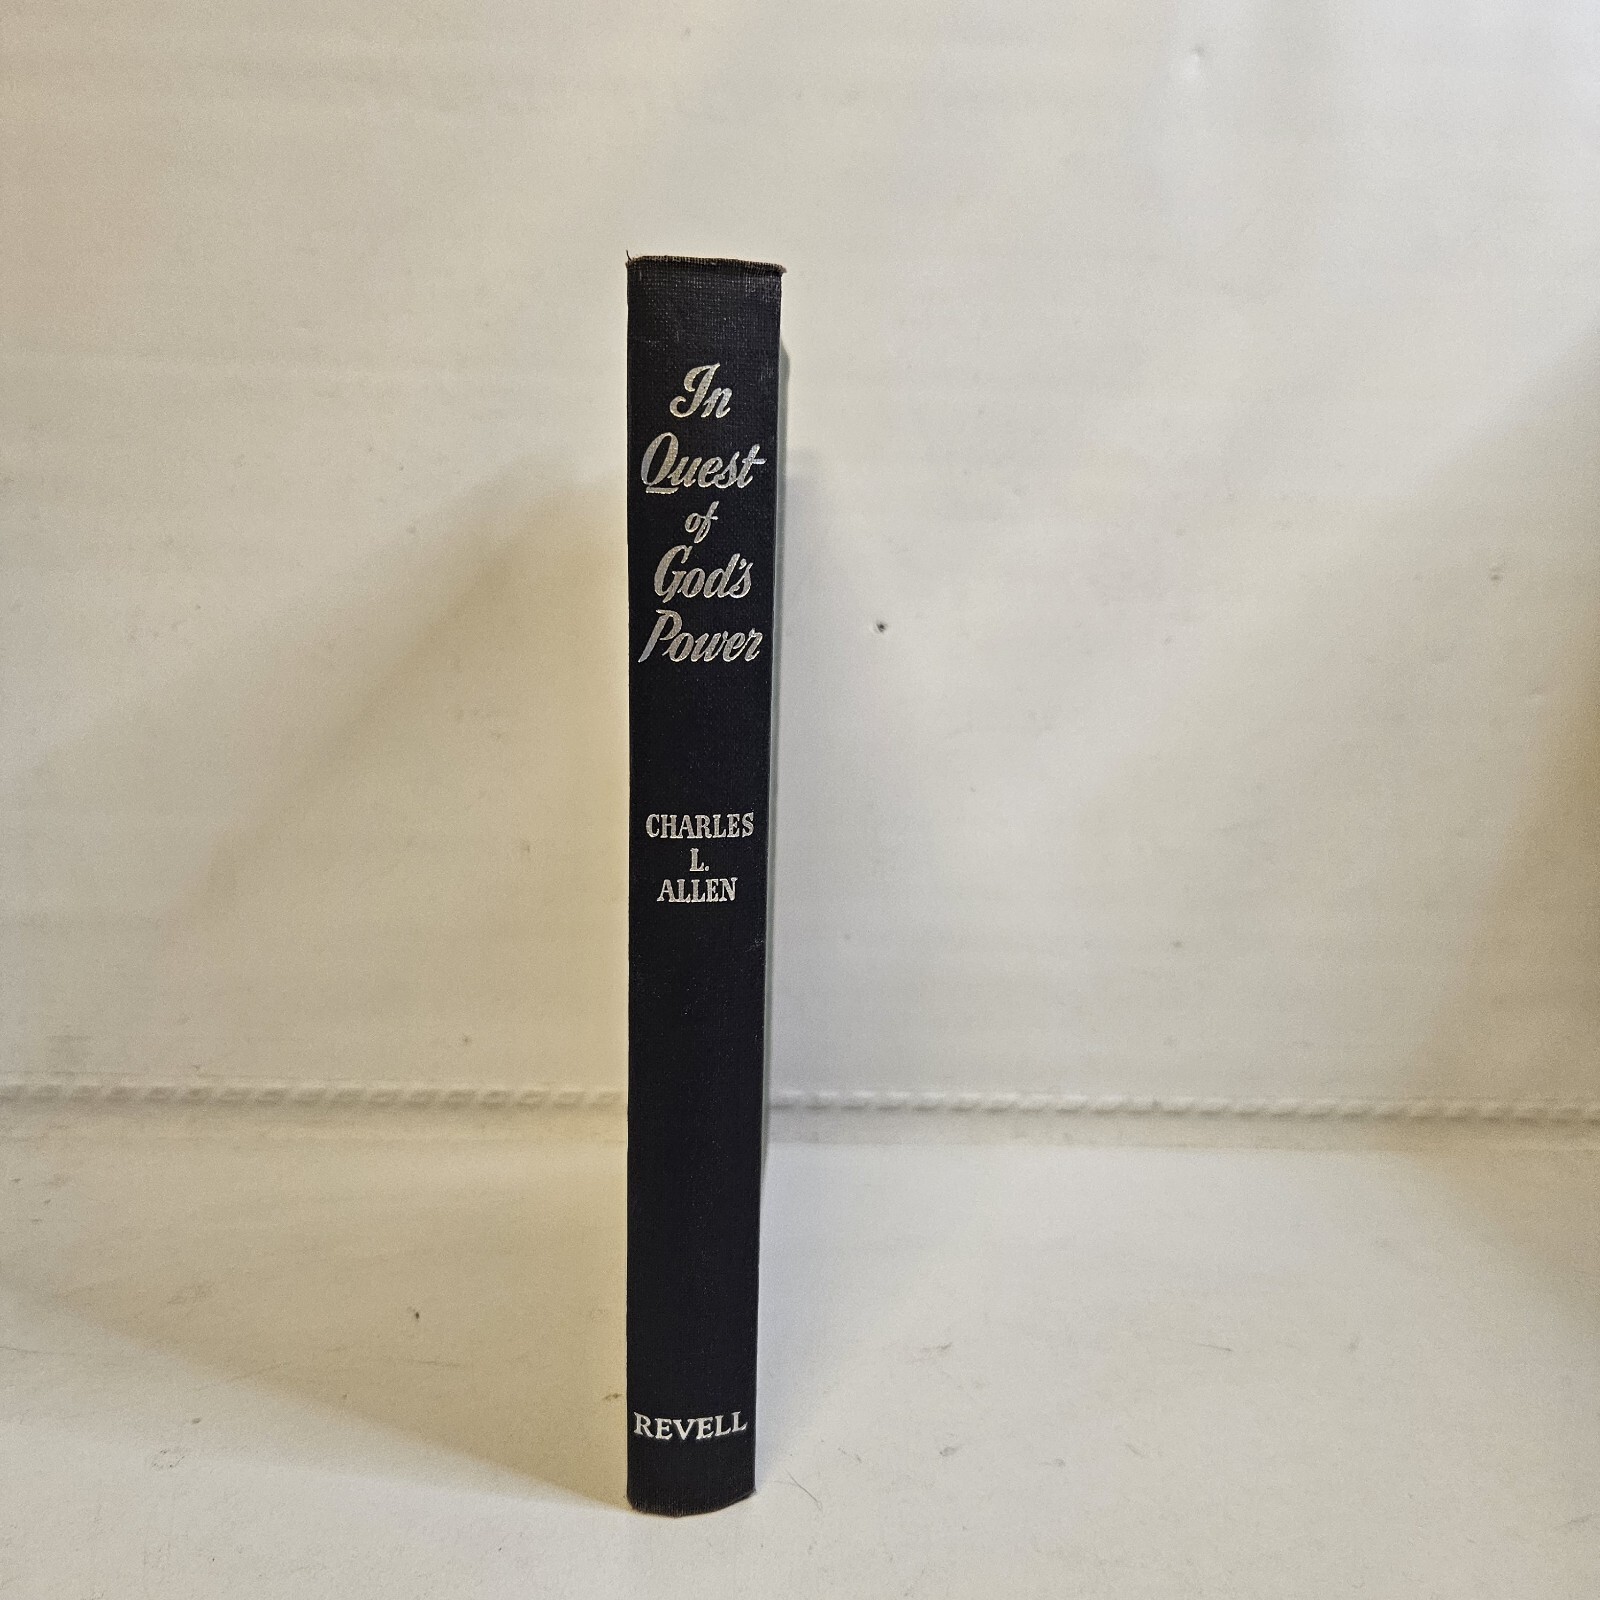 In
Quest
of
God's
Power
CHARLES
L.
ALLEN
REVELL